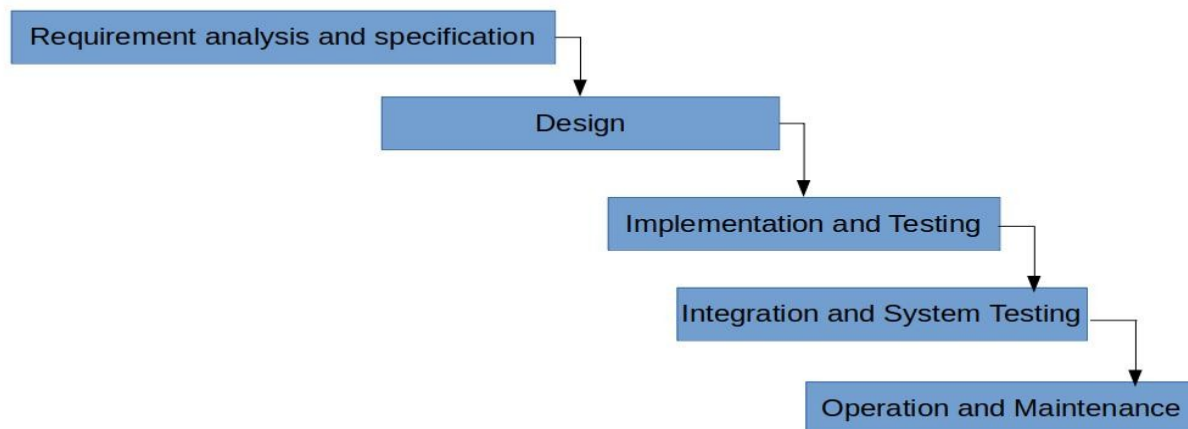 Requirement analysis and specification
Design
Implementation and Testing
Integration and System Testing
Operation and Maintenance